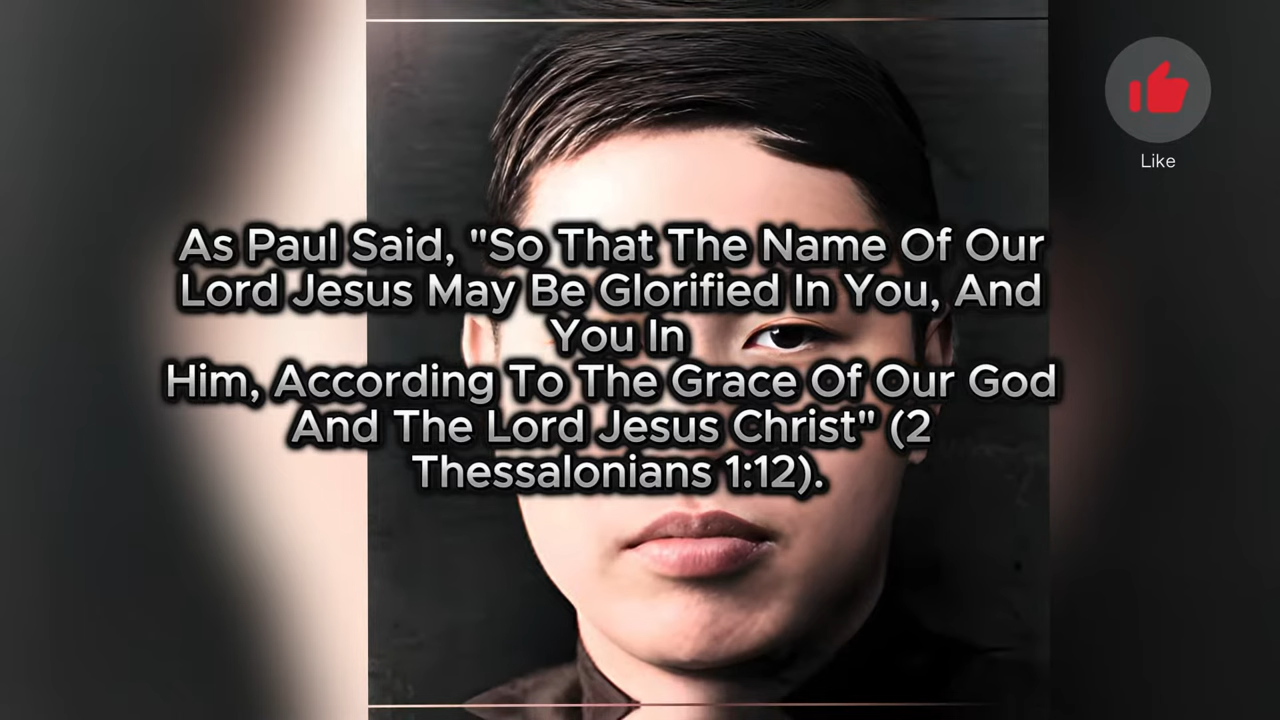 Like
As Paul Said, "So That The Name Of Our
Lord Jesus May Be Glorified In You, And
You In
Him, According To The Grace Of Our God
And The Lord Jesus Christ" (2
Thessalonians 1:12).